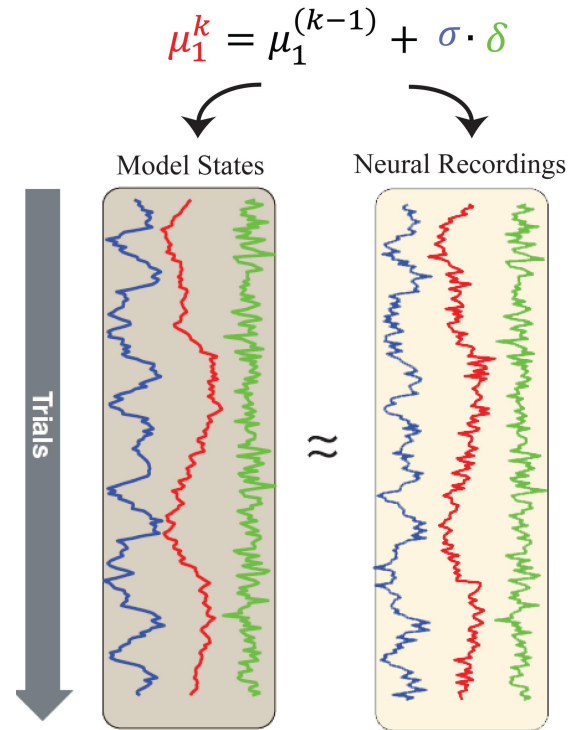 μ₁ᵏ = μ₁⁽ᵏ⁻¹⁾ + σ · δ
Model States
Neural Recordings
Trials
≈